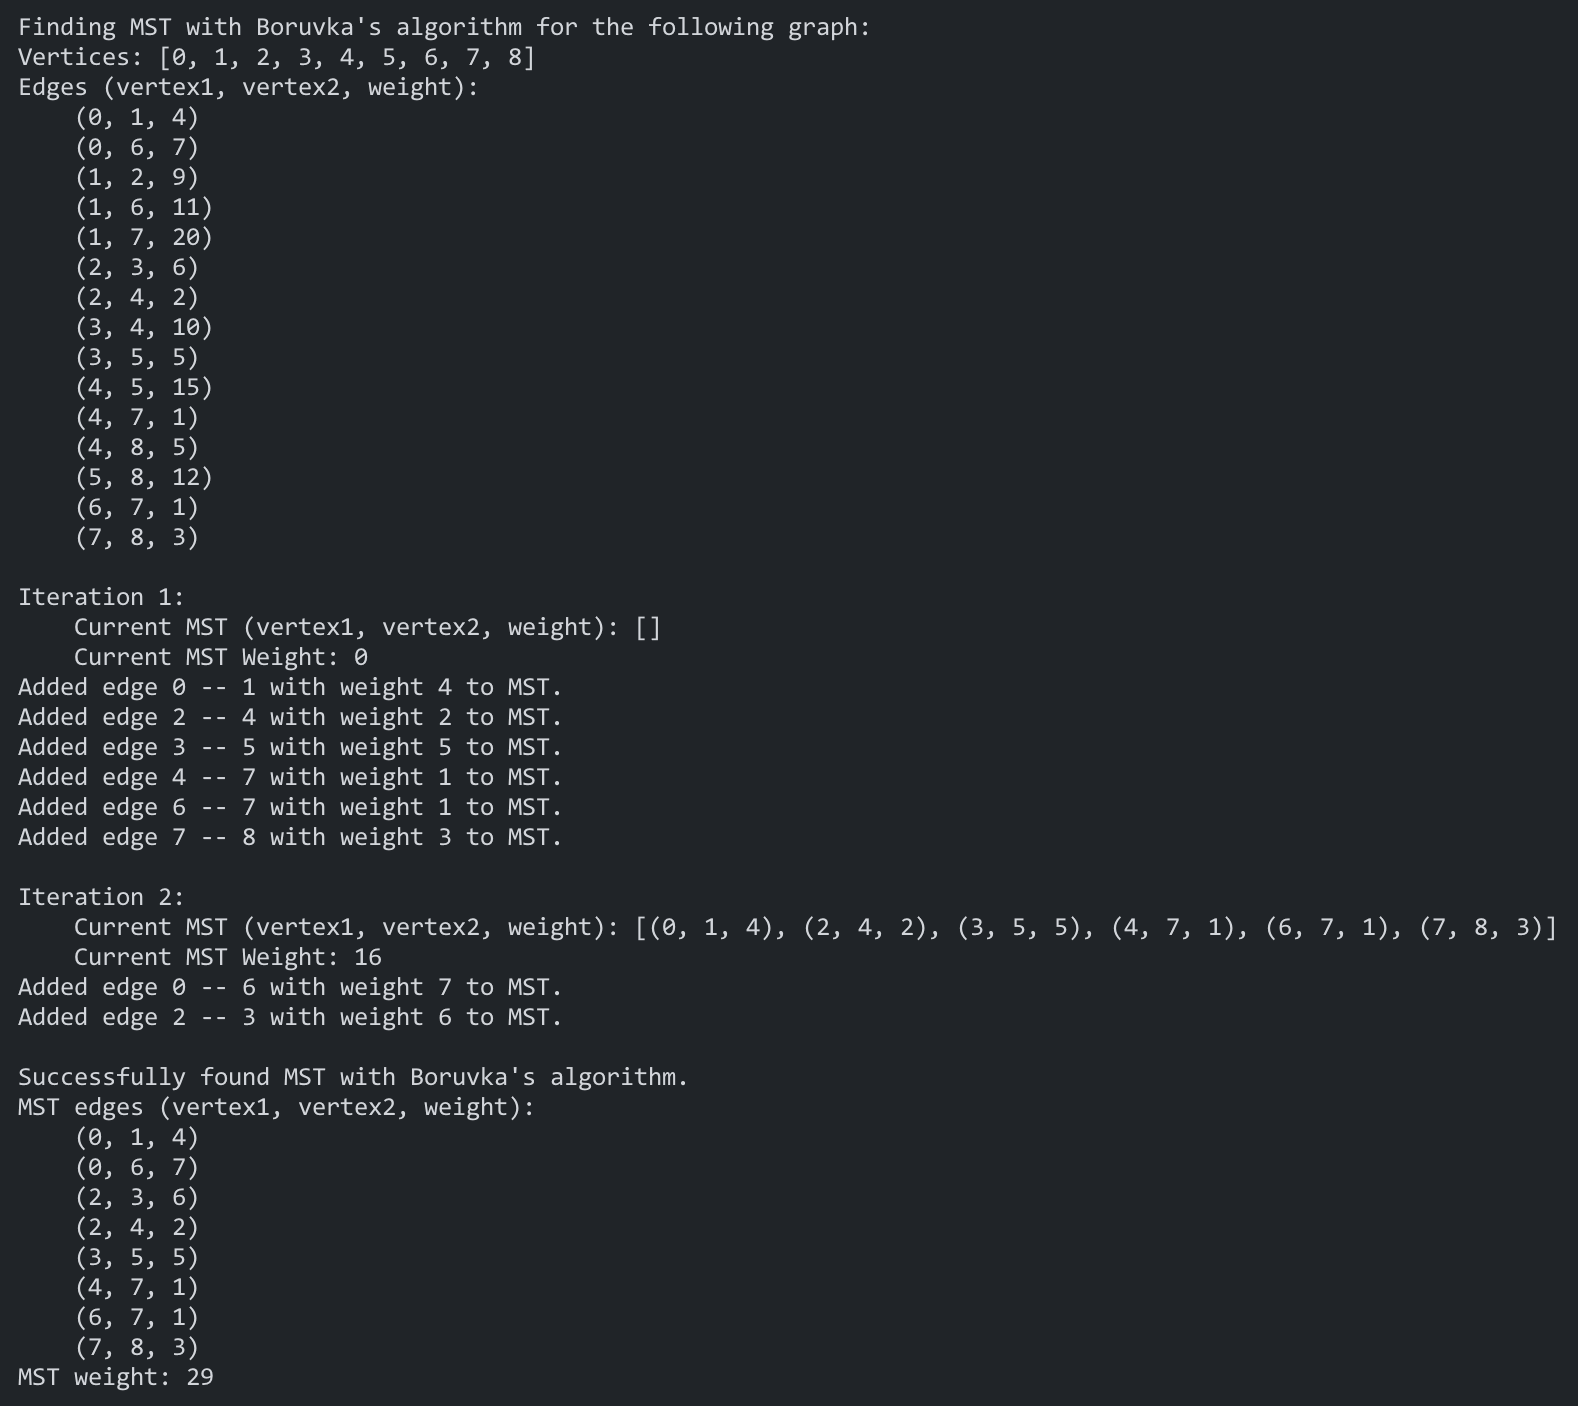 Finding MST with Boruvka's algorithm for the following graph:
Vertices: [0, 1, 2, 3, 4, 5, 6, 7, 8]
Edges (vertex1, vertex2, weight):
    (0, 1, 4)
    (0, 6, 7)
    (1, 2, 9)
    (1, 6, 11)
    (1, 7, 20)
    (2, 3, 6)
    (2, 4, 2)
    (3, 4, 10)
    (3, 5, 5)
    (4, 5, 15)
    (4, 7, 1)
    (4, 8, 5)
    (5, 8, 12)
    (6, 7, 1)
    (7, 8, 3)

Iteration 1:
    Current MST (vertex1, vertex2, weight): []
    Current MST Weight: 0
Added edge 0 -- 1 with weight 4 to MST.
Added edge 2 -- 4 with weight 2 to MST.
Added edge 3 -- 5 with weight 5 to MST.
Added edge 4 -- 7 with weight 1 to MST.
Added edge 6 -- 7 with weight 1 to MST.
Added edge 7 -- 8 with weight 3 to MST.

Iteration 2:
    Current MST (vertex1, vertex2, weight): [(0, 1, 4), (2, 4, 2), (3, 5, 5), (4, 7, 1), (6, 7, 1), (7, 8, 3)]
    Current MST Weight: 16
Added edge 0 -- 6 with weight 7 to MST.
Added edge 2 -- 3 with weight 6 to MST.

Successfully found MST with Boruvka's algorithm.
MST edges (vertex1, vertex2, weight):
    (0, 1, 4)
    (0, 6, 7)
    (2, 3, 6)
    (2, 4, 2)
    (3, 5, 5)
    (4, 7, 1)
    (6, 7, 1)
    (7, 8, 3)
MST weight: 29